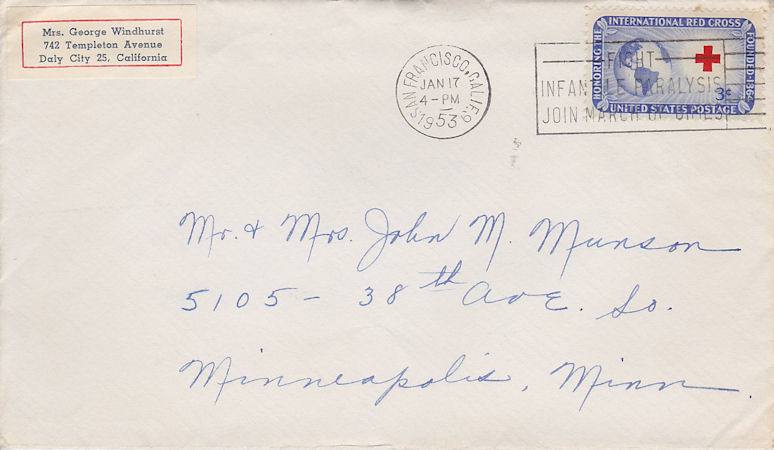 Mrs. George Windhurst
742 Templeton Avenue
Daly City 25, California
SAN FRANCISCO, CALIF.
JAN 17
4 - PM
1953
HONORING THE INTERNATIONAL RED CROSS FOUNDED-1864
FIGHT
INFANTILE PARALYSIS
JOIN MARCH OF DIMES
3¢
UNITED STATES POSTAGE
Mr. & Mrs. John M. Munson
5105 - 38th Ave. So.
Minneapolis, Minn.